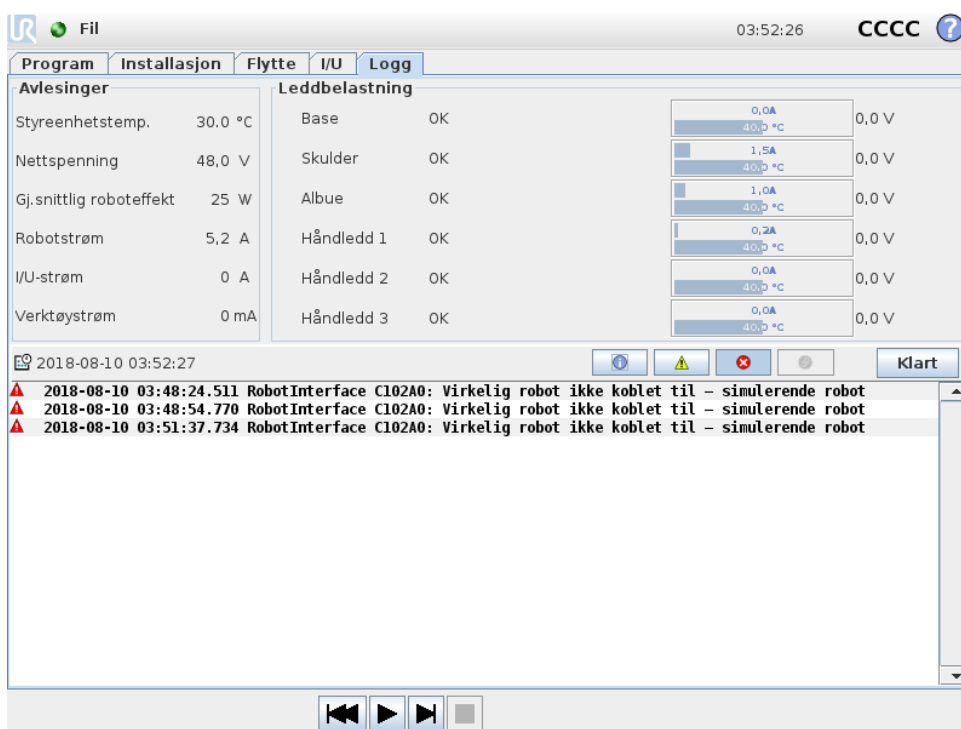 UR Fil 03:52:26 CCCC ?
Program Installasjon Flytte I/U Logg
Avlesinger Leddbelastning
Styreenhetstemp. 30.0 °C Base OK 0,0A 40,0 °C 0,0 V
Nettspenning 48,0 V Skulder OK 1,5A 40,0 °C 0,0 V
Gj.snittlig roboteffekt 25 W Albue OK 1,0A 40,0 °C 0,0 V
Robotstrøm 5,2 A Håndledd 1 OK 0,2A 40,0 °C 0,0 V
I/U-strøm 0 A Håndledd 2 OK 0,0A 40,0 °C 0,0 V
Verktøystrøm 0 mA Håndledd 3 OK 0,0A 40,0 °C 0,0 V
2018-08-10 03:52:27 Klart
2018-08-10 03:48:24.511 RobotInterface C102A0: Virkelig robot ikke koblet til – simulerende robot
2018-08-10 03:48:54.770 RobotInterface C102A0: Virkelig robot ikke koblet til – simulerende robot
2018-08-10 03:51:37.734 RobotInterface C102A0: Virkelig robot ikke koblet til – simulerende robot